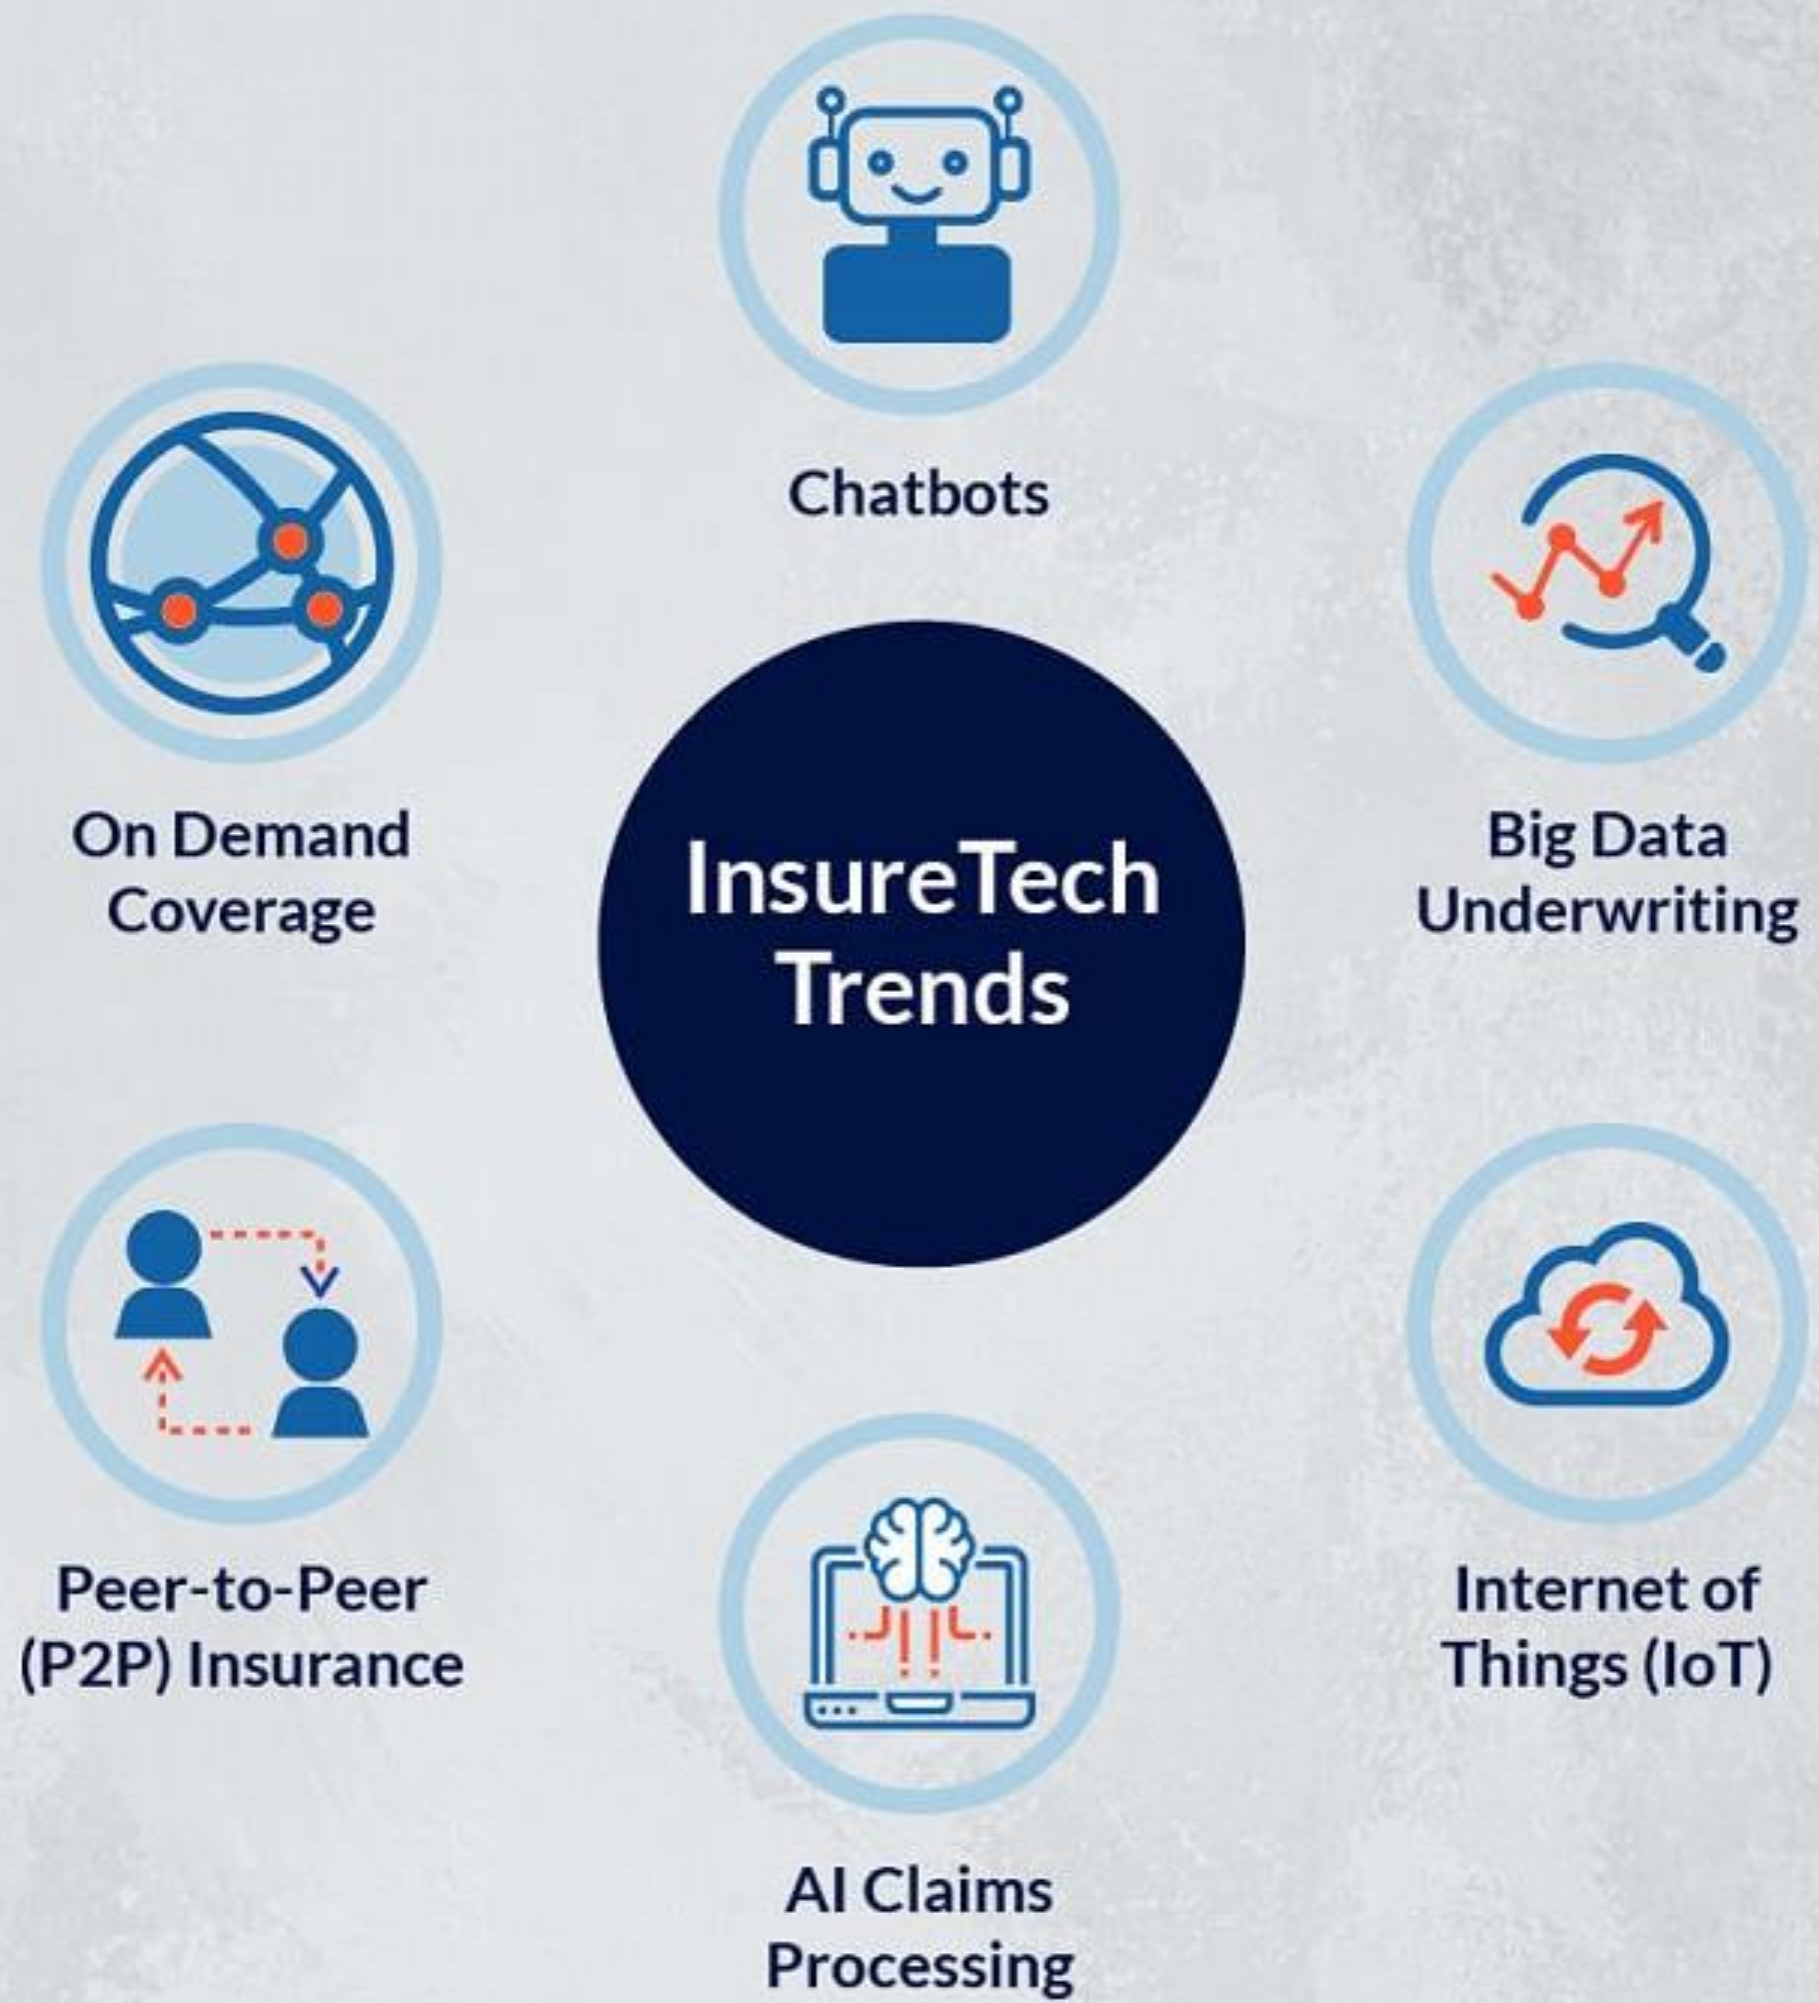 Chatbots
On Demand
Coverage
Big Data
Underwriting
InsureTech
Trends
Peer-to-Peer
(P2P) Insurance
Internet of
Things (IoT)
AI Claims
Processing